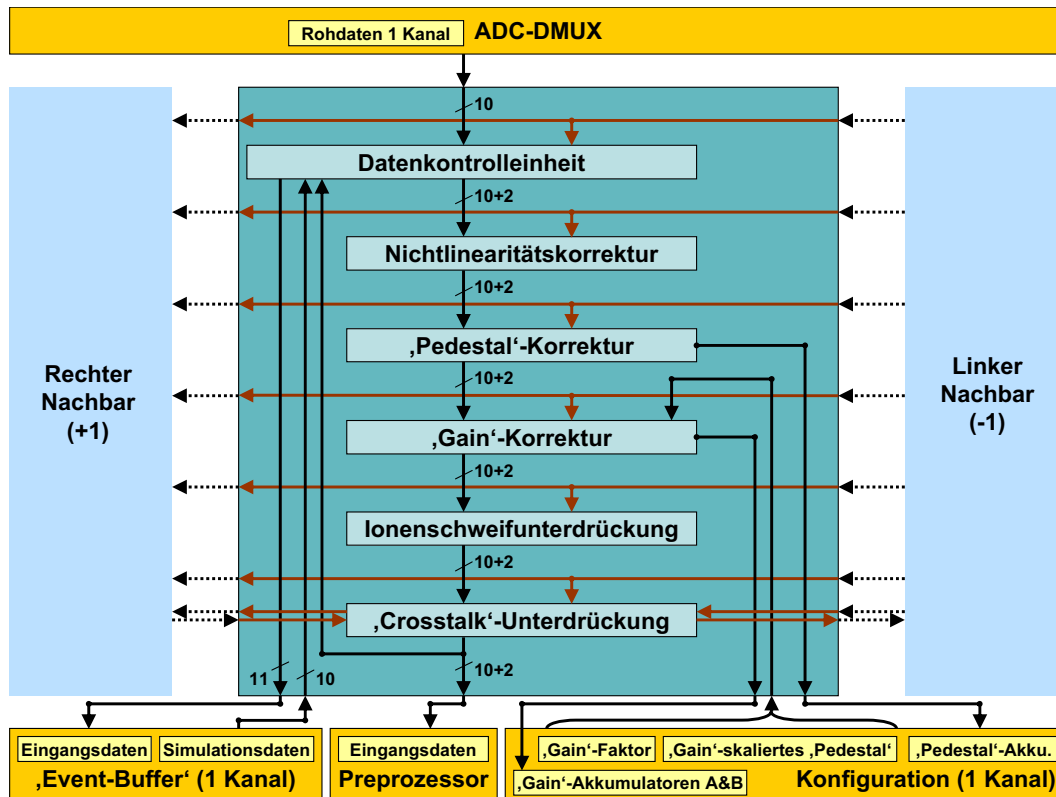 Rohdaten 1 Kanal
ADC-DMUX
10
Datenkontrolleinheit
10+2
Nichtlinearitätskorrektur
10+2
‚Pedestal‘-Korrektur
10+2
Rechter
Nachbar
(+1)
Linker
Nachbar
(-1)
‚Gain‘-Korrektur
10+2
Ionenschweifunterdrückung
10+2
‚Crosstalk‘-Unterdrückung
11
10
10+2
Eingangsdaten
Simulationsdaten
‚Event-Buffer‘ (1 Kanal)
Eingangsdaten
Preprozessor
‚Gain‘-Faktor
‚Gain‘-skaliertes ‚Pedestal‘
‚Pedestal‘-Akku.
‚Gain‘-Akkumulatoren A&B
Konfiguration (1 Kanal)